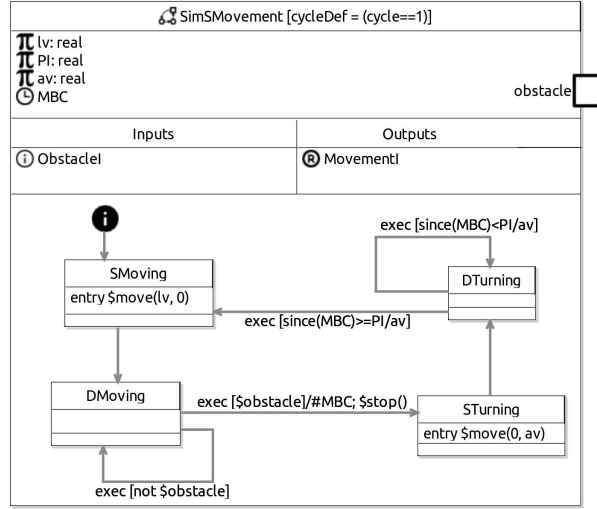 SimSMovement [cycleDef = (cycle==1)]
lv: real
PI: real
av: real
MBC
obstacle
Inputs
Outputs
ObstacleI
MovementI
exec [since(MBC)<PI/av]
SMoving
entry $move(lv, 0)
DTurning
exec [since(MBC)>=PI/av]
DMoving
exec [$obstacle]/#MBC; $stop()
STurning
entry $move(0, av)
exec [not $obstacle]